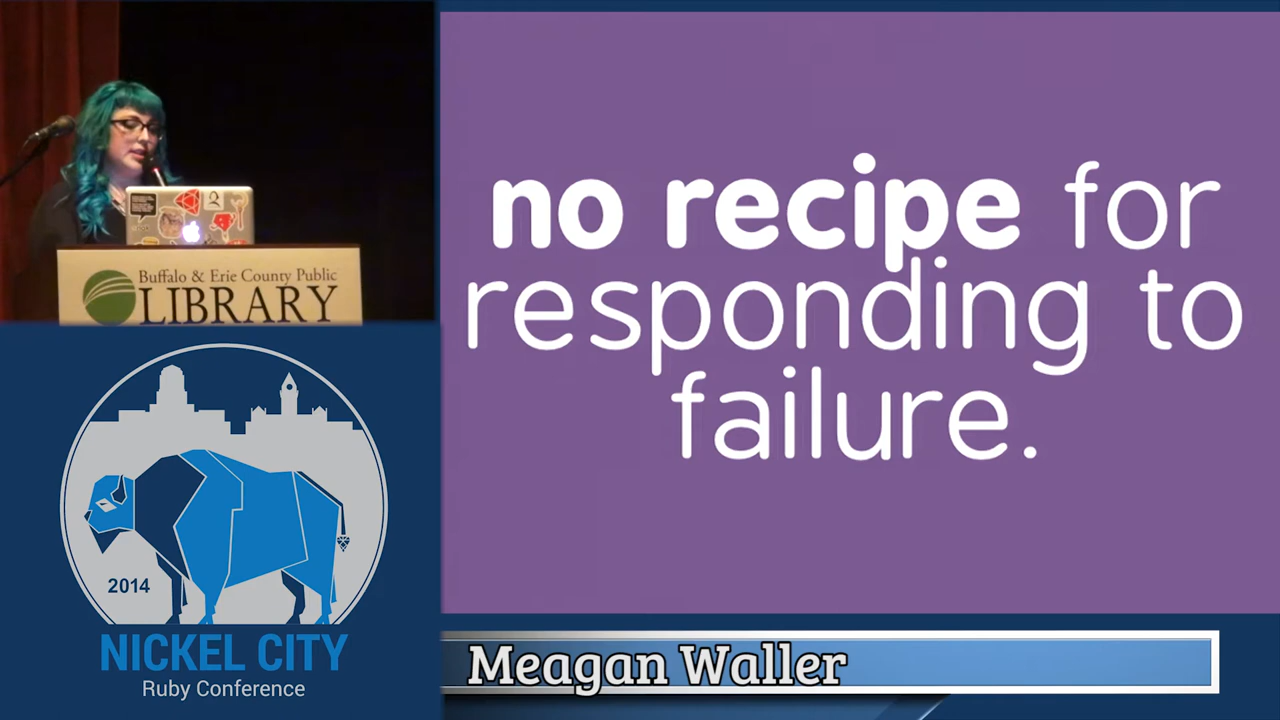 Buffalo & Erie County Public
LIBRARY
no recipe for
responding to
failure.
2014
NICKEL CITY
Ruby Conference
Meagan Waller